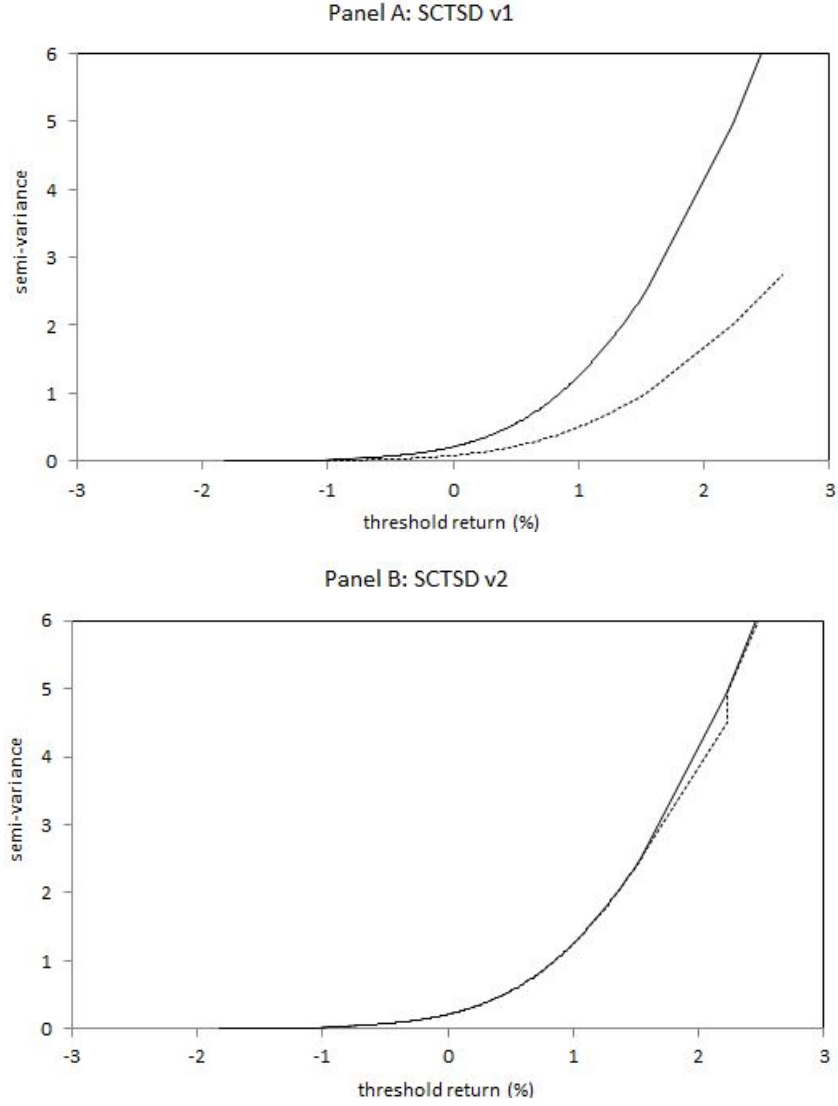 Panel A: SCTSD v1
6
5
4
3
2
1
0
semi-variance
-3 -2 -1 0 1 2 3
threshold return (%)
Panel B: SCTSD v2
6
5
4
3
2
1
0
semi-variance
-3 -2 -1 0 1 2 3
threshold return (%)